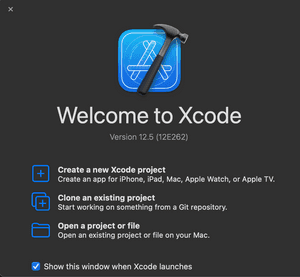 Welcome to Xcode
Version 12.5 (12E262)
Create a new Xcode project
Create an app for iPhone, iPad, Mac, Apple Watch, or Apple TV.
Clone an existing project
Start working on something from a Git repository.
Open a project or file
Open an existing project or file on your Mac.
Show this window when Xcode launches